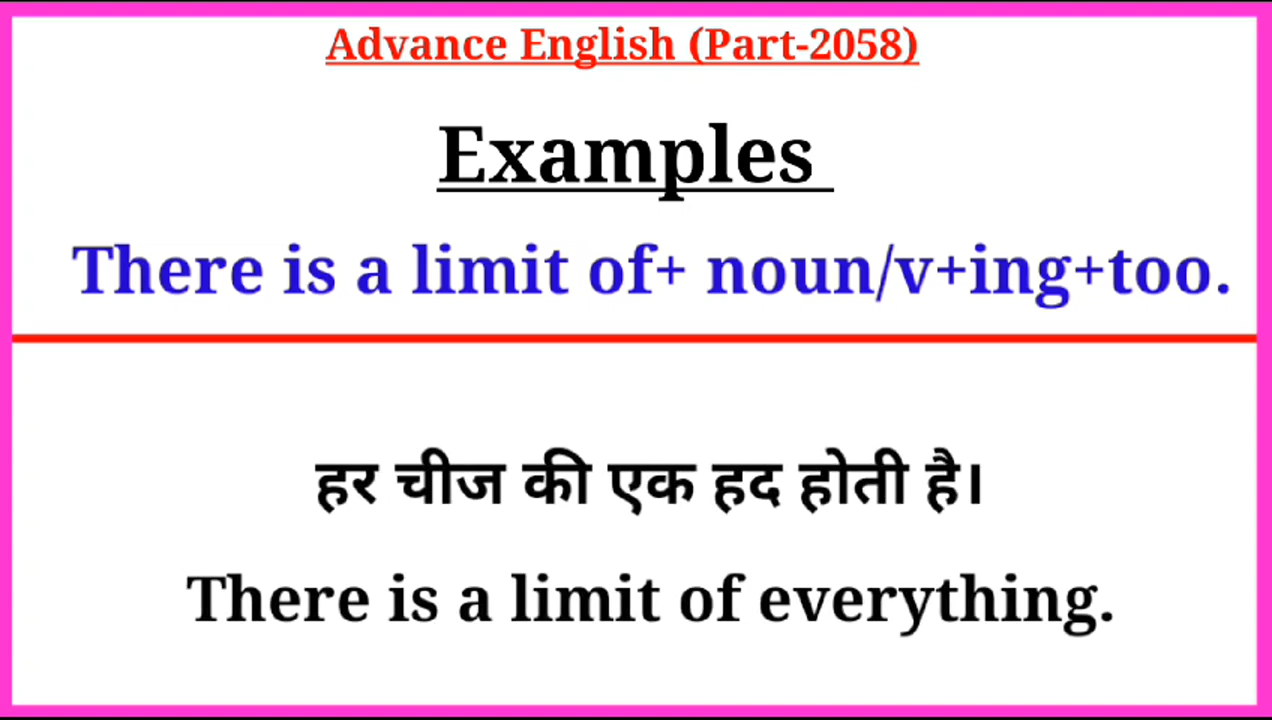 Advance English (Part-2058)
Examples
There is a limit of+ noun/v+ing+too.
हर चीज की एक हद होती है।
There is a limit of everything.